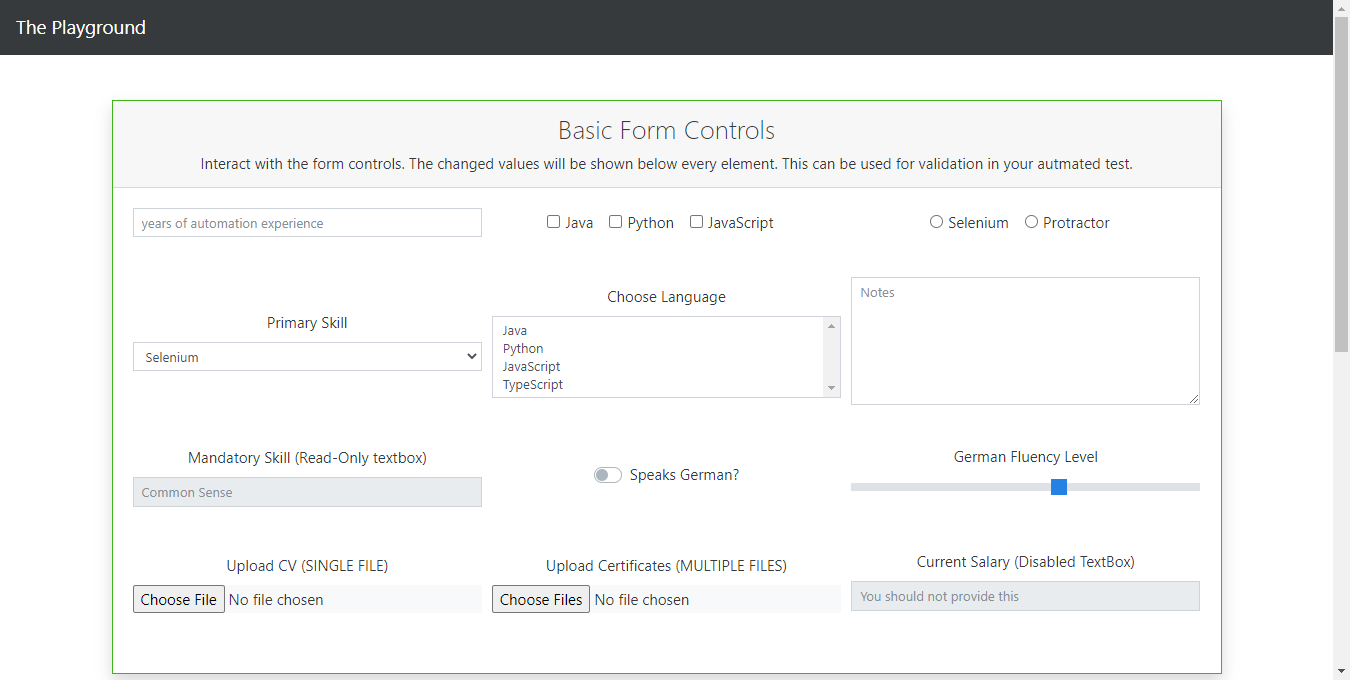 The Playground
Basic Form Controls
Interact with the form controls. The changed values will be shown below every element. This can be used for validation in your autmated test.
years of automation experience
Java Python JavaScript
Selenium Protractor
Primary Skill
Selenium
Choose Language
Java
Python
JavaScript
TypeScript
Notes
Mandatory Skill (Read-Only textbox)
Common Sense
Speaks German?
German Fluency Level
Upload CV (SINGLE FILE)
Choose File No file chosen
Upload Certificates (MULTIPLE FILES)
Choose Files No file chosen
Current Salary (Disabled TextBox)
You should not provide this